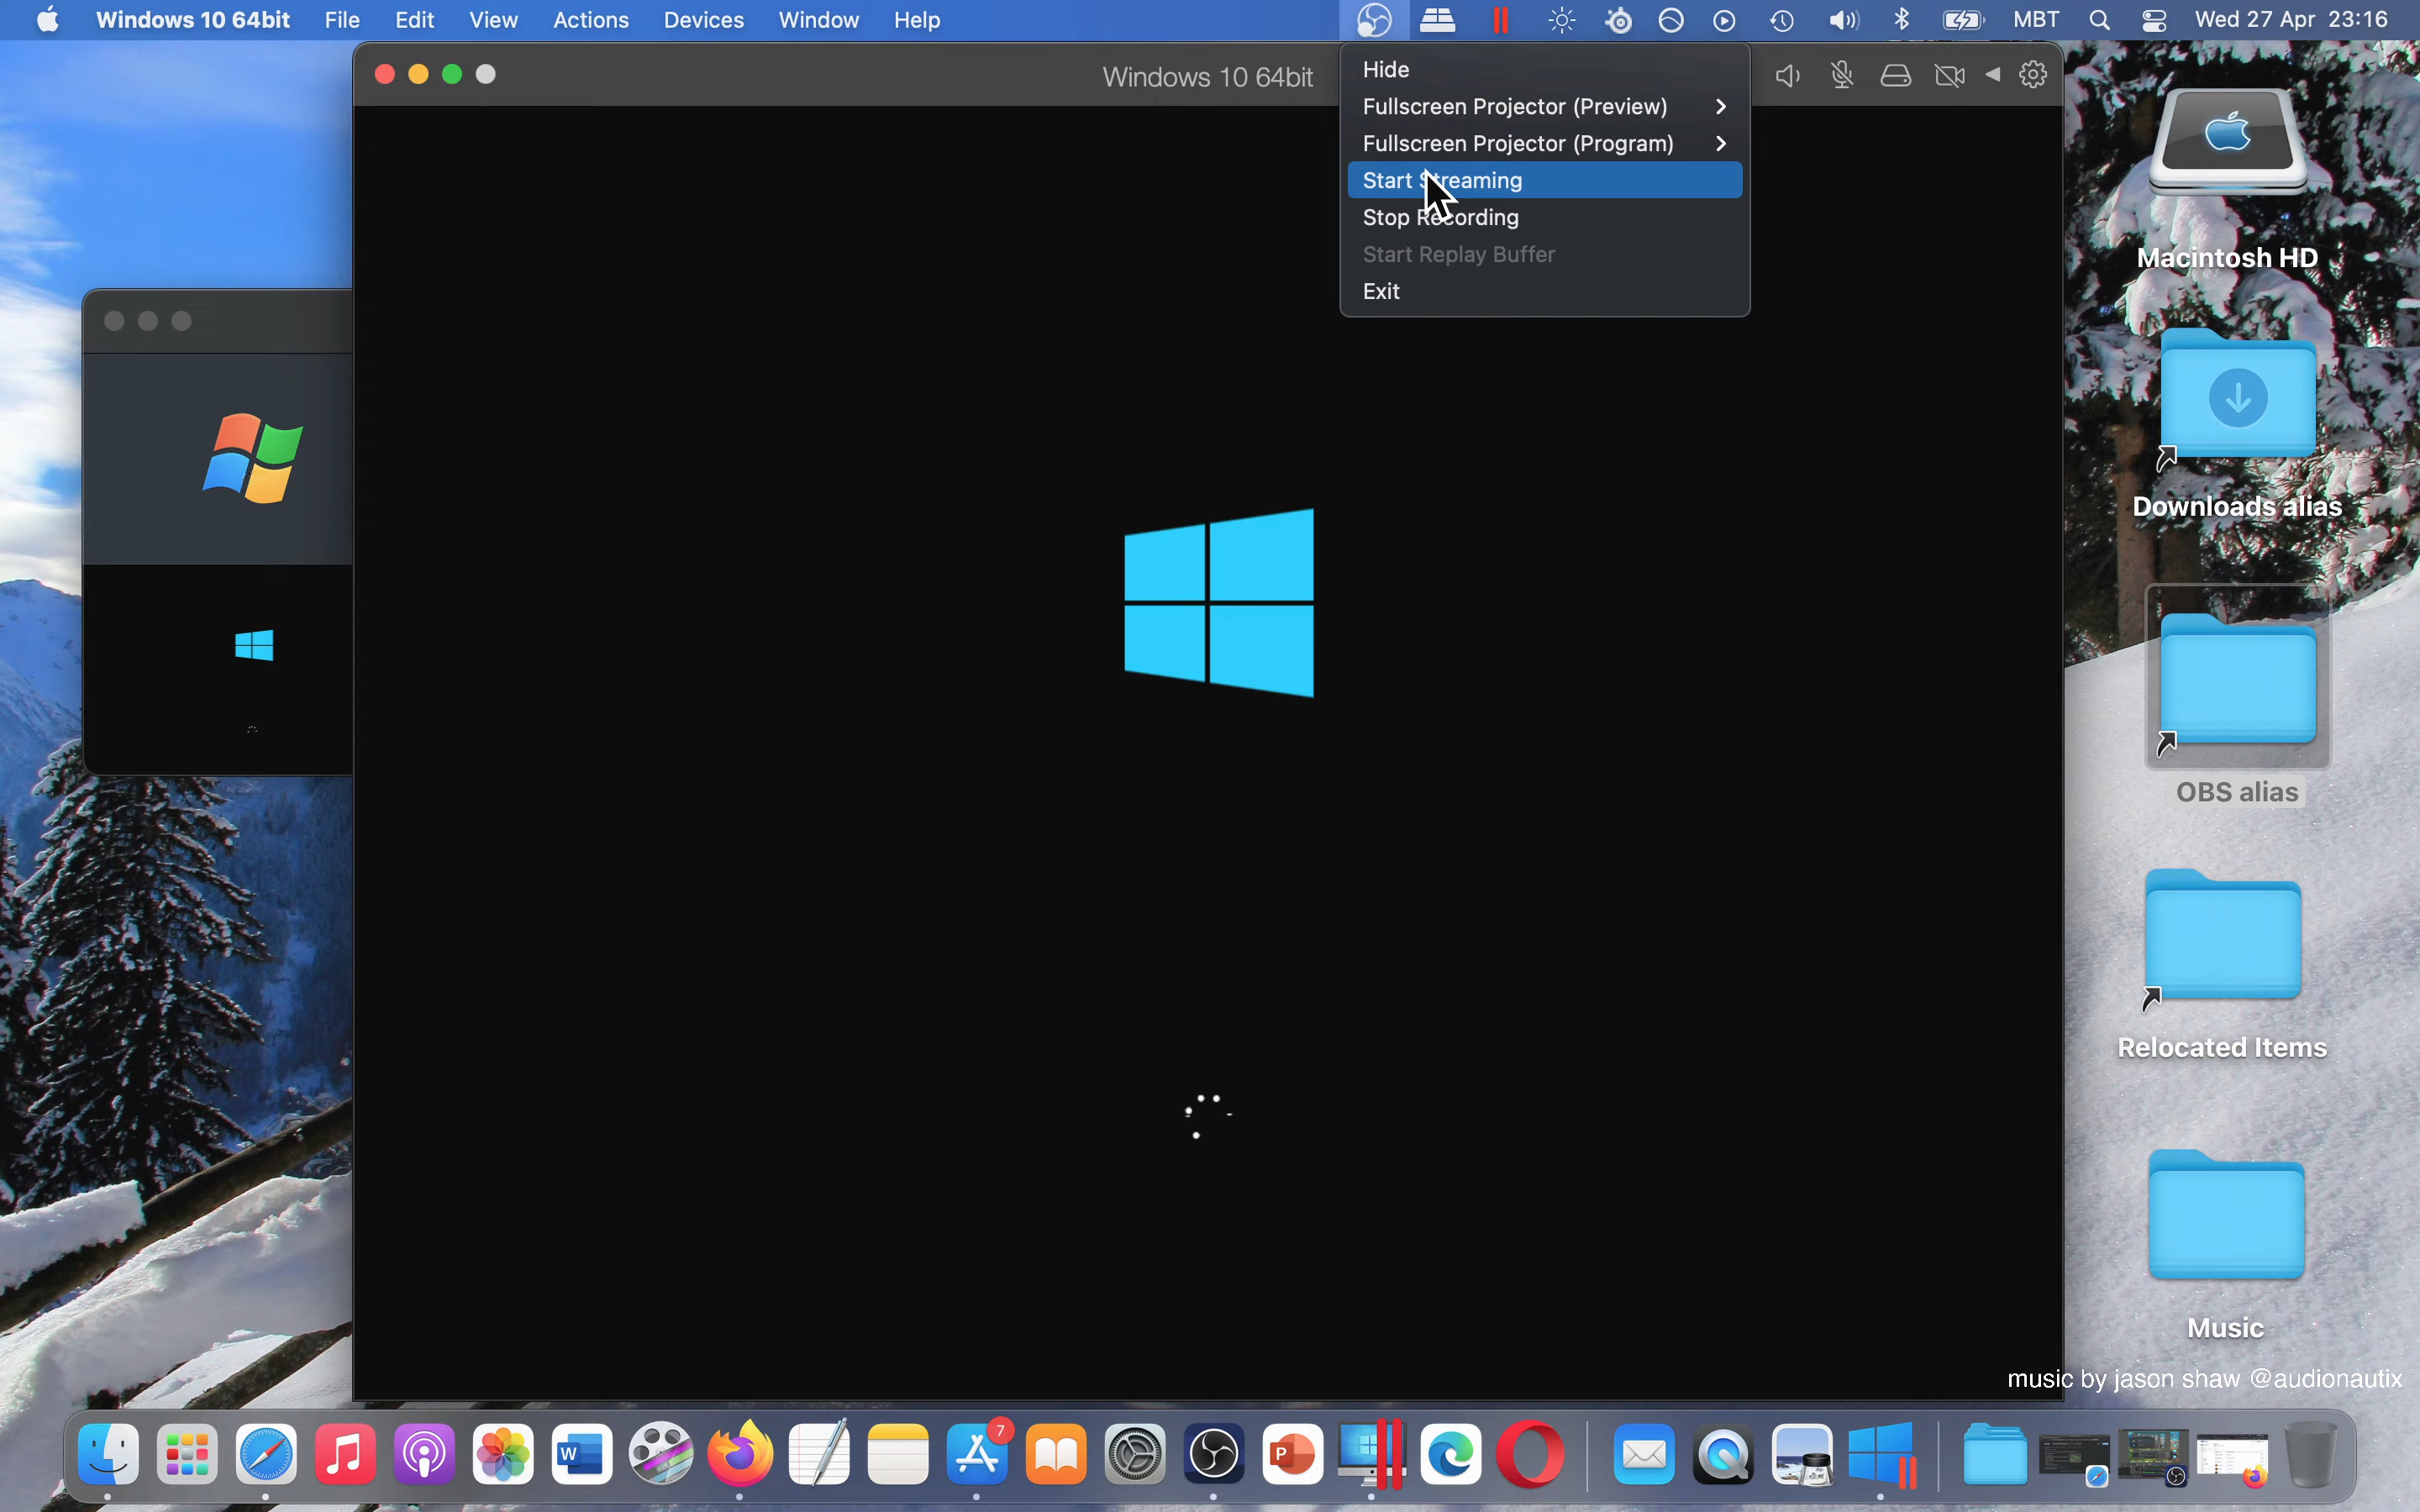 Windows 10 64bit File Edit View Actions Devices Window Help MBT Wed 27 Apr 23:16
Windows 10 64bit
Hide
Fullscreen Projector (Preview)
Fullscreen Projector (Program)
Start Streaming
Stop Recording
Start Replay Buffer
Exit
Macintosh HD
Downloads alias
OBS alias
Relocated Items
Music
music by jason shaw @audionautix
W
7
P